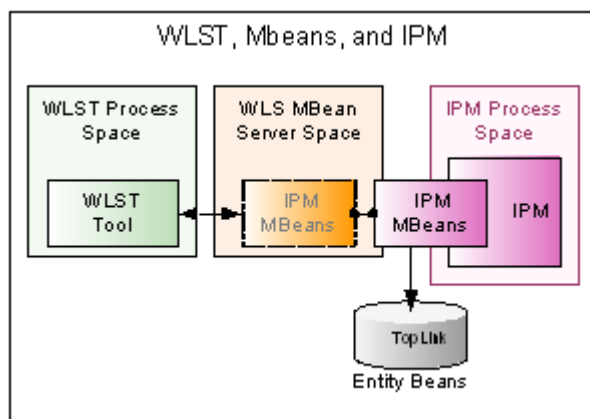 WLST, Mbeans, and IPM
WLST Process
Space
WLS MBean
Server Space
IPM Process
Space
WLST
Tool
IPM
MBeans
IPM
MBeans
IPM
TopLink
Entity Beans